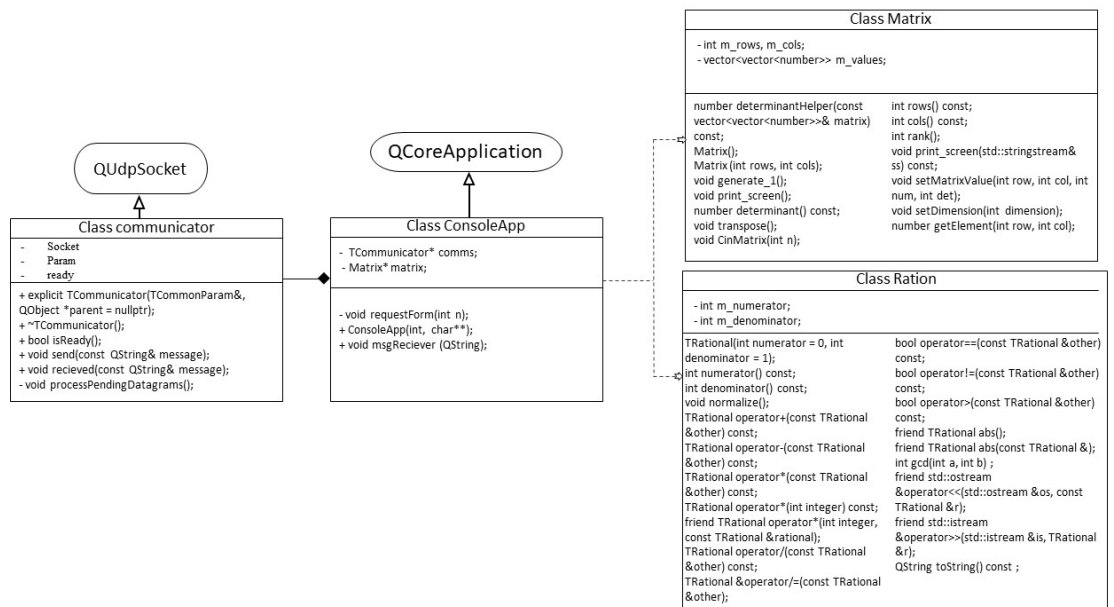 QUdpSocket
Class communicator
- Socket
- Param
- ready
+ explicit TCommunicator(TCommonParam&,
QObject *parent = nullptr);
+ ~TCommunicator();
+ bool isReady();
+ void send(const QString& message);
+ void recieved(const QString& message);
- void processPendingDatagrams();
QCoreApplication
Class ConsoleApp
- TCommunicator* comms;
- Matrix* matrix;
- void requestForm(int n);
+ ConsoleApp(int, char**);
+ void msgReciever (QString);
Class Matrix
- int m_rows, m_cols;
- vector<vector<number>> m_values;
number determinantHelper(const
vector<vector<number>>& matrix)
const;
Matrix();
Matrix(int rows, int cols);
void generate_1();
void print_screen();
number determinant() const;
void transpose();
void CinMatrix(int n);
int rows() const;
int cols() const;
int rank();
void print_screen(std::stringstream&
ss) const;
void setMatrixValue(int row, int col, int
num, int det);
void setDimension(int dimension);
number getElement(int row, int col);
Class Ration
- int m_numerator;
- int m_denominator;
TRational(int numerator = 0, int
denominator = 1);
int numerator() const;
int denominator() const;
void normalize();
TRational operator+(const TRational
&other) const;
TRational operator-(const TRational
&other) const;
TRational operator*(const TRational
&other) const;
TRational operator*(int integer) const;
friend TRational operator*(int integer,
const TRational &rational);
TRational operator/(const TRational
&other) const;
TRational &operator/=(const TRational
&other);
bool operator==(const TRational &other)
const;
bool operator!=(const TRational &other)
const;
bool operator>(const TRational &other)
const;
friend TRational abs();
friend TRational abs(const TRational &);
int gcd(int a, int b) ;
friend std::ostream
&operator<<(std::ostream &os, const
TRational &r);
friend std::istream
&operator>>(std::istream &is, TRational
&r);
QString toString() const ;